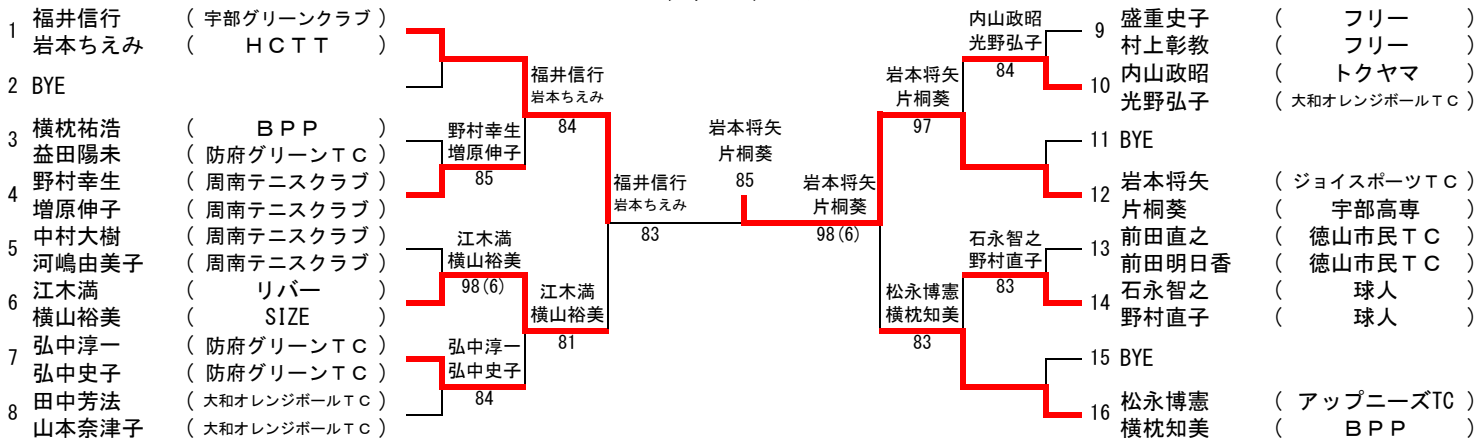 1 福井信行 ( 宇部グリーンクラブ )
岩本ちえみ ( HCTT )
2 BYE
3 横枕祐浩 ( BPP )
益田陽未 ( 防府グリーンTC )
4 野村幸生 ( 周南テニスクラブ )
増原伸子 ( 周南テニスクラブ )
5 中村大樹 ( 周南テニスクラブ )
河嶋由美子 ( 周南テニスクラブ )
6 江木満 ( リバー )
横山裕美 ( SIZE )
7 弘中淳一 ( 防府グリーンTC )
弘中史子 ( 防府グリーンTC )
8 田中芳法 ( 大和オレンジボールTC )
山本奈津子 ( 大和オレンジボールTC )
野村幸生
増原伸子
85
江木満
横山裕美
98(6)
弘中淳一
弘中史子
84
福井信行
岩本ちえみ
84
江木満
横山裕美
81
福井信行
岩本ちえみ
83
岩本将矢
片桐葵
85
岩本将矢
片桐葵
98(6)
岩本将矢
片桐葵
97
松永博憲
横枕知美
83
内山政昭
光野弘子
84
石永智之
野村直子
83
9 盛重史子 ( フリー )
村上彰教 ( フリー )
10 内山政昭 ( トクヤマ )
光野弘子 ( 大和オレンジボールTC )
11 BYE
12 岩本将矢 ( ジョイスポーツTC )
片桐葵 ( 宇部高専 )
13 前田直之 ( 徳山市民TC )
前田明日香 ( 徳山市民TC )
14 石永智之 ( 球人 )
野村直子 ( 球人 )
15 BYE
16 松永博憲 ( アップニーズTC )
横枕知美 ( BPP )